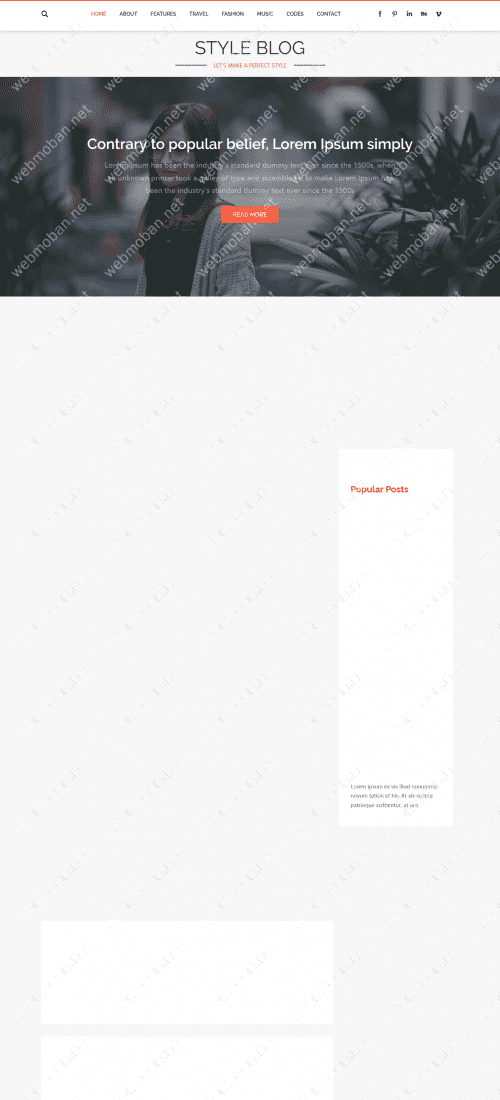 HOME ABOUT FEATURES TRAVEL FASHION MUSIC CODES CONTACT
STYLE BLOG
LET'S MAKE A PERFECT STYLE
Contrary to popular belief, Lorem Ipsum simply
Lorem Ipsum has been the industry's standard dummy text ever since the 1500s, when
an unknown printer took a galley of type and scrambled it to make Lorem Ipsum has
been the industry's standard dummy text ever since the 1500s
READ MORE
webmoban.net
Popular Posts
Lorem ipsum ex vix illud nonummy,
novum tation et his. At vix scripta
patrioque scribentur, at pro